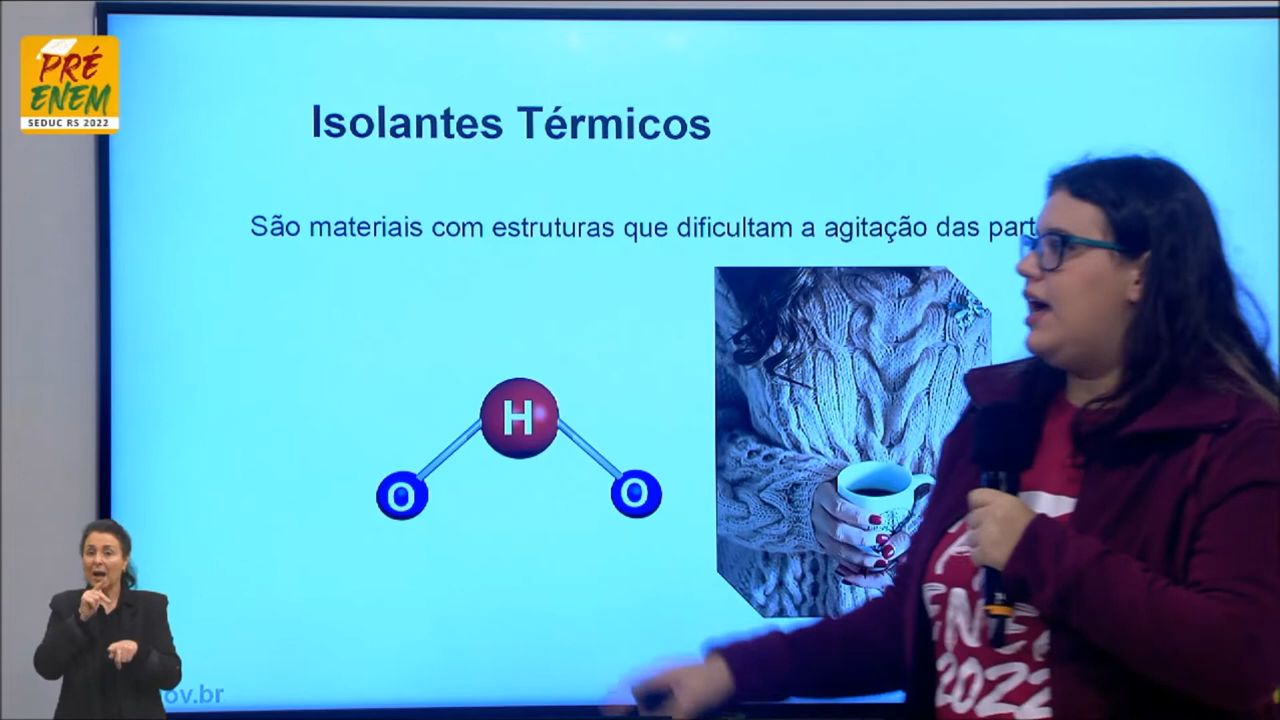 PRÉ
ENEM
SEDUC RS 2022
Isolantes Térmicos
São materiais com estruturas que dificultam a agitação das part
H
O
O
ov.br
2022